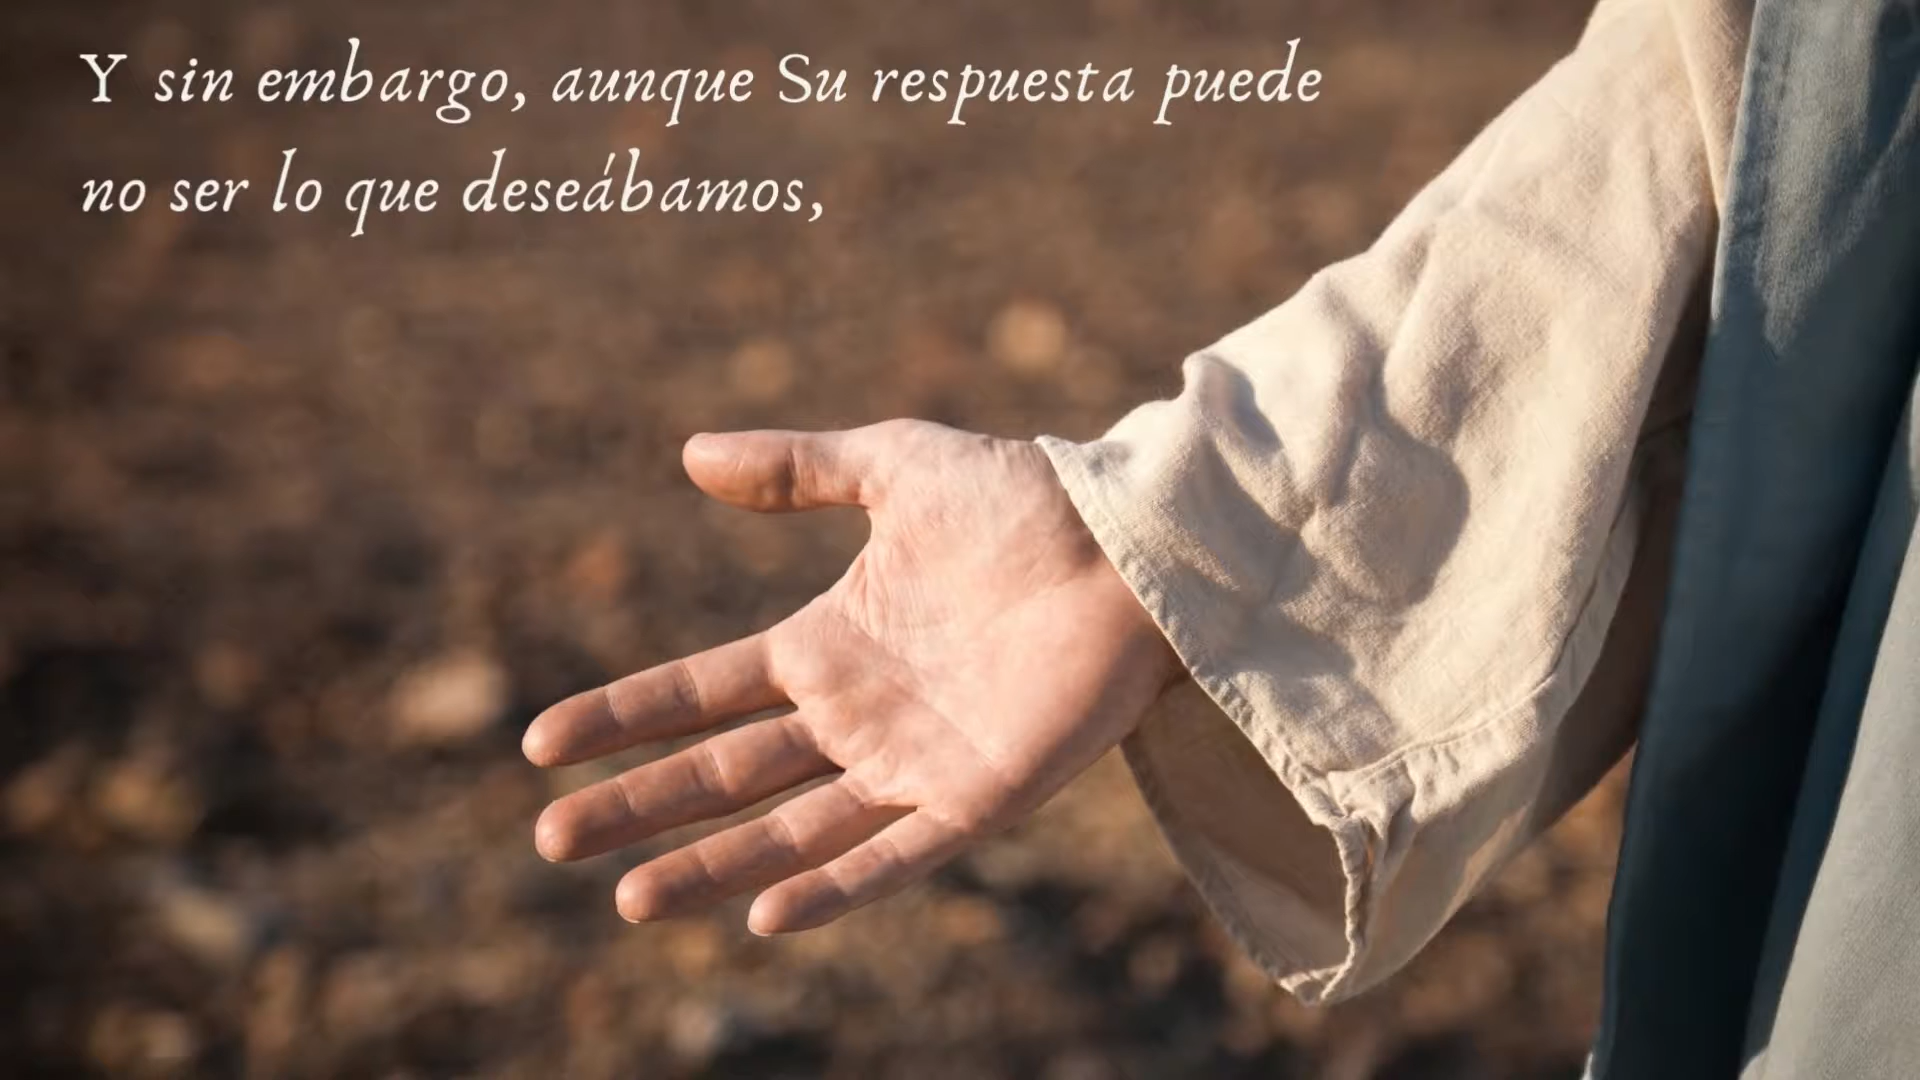 Y sin embargo, aunque Su respuesta puede
no ser lo que deseábamos,